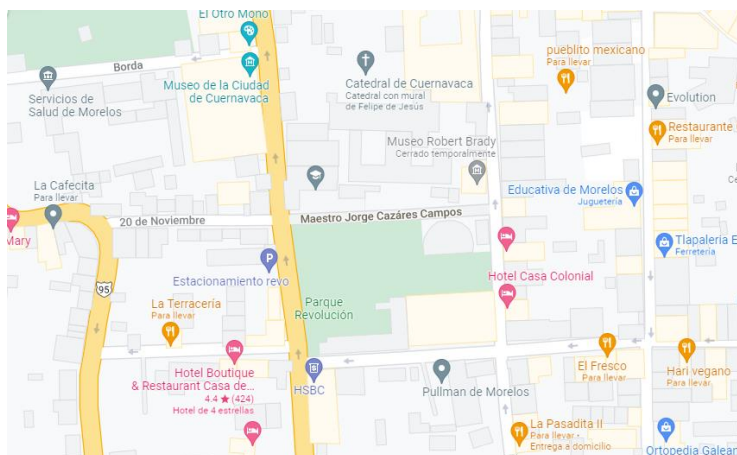 El Otro Mono
Borda
Museo de la Ciudad
de Cuernavaca
Servicios de
Salud de Morelos
Catedral de Cuernavaca
Catedral con mural
de Felipe de Jesús
pueblito mexicano
Para llevar
Evolution
Restaurante
Museo Robert Brady
Cerrado temporalmente
La Cafecita
Para llevar
Mary
20 de Noviembre
Maestro Jorge Cazáres Campos
Educativa de Morelos
Juguetería
Tlapalería E
Ferretería
95
P
Estacionamiento revo
Hotel Casa Colonial
La Terracería
Para llevar
Parque
Revolución
Hotel Boutique
& Restaurant Casa de...
4.4 ★ (424)
Hotel de 4 estrellas
HSBC
Pullman de Morelos
El Fresco
Para llevar
Hari vegano
Para llevar
La Pasadita II
Para llevar •
Entrega a domicilio
Ortopedia Galean